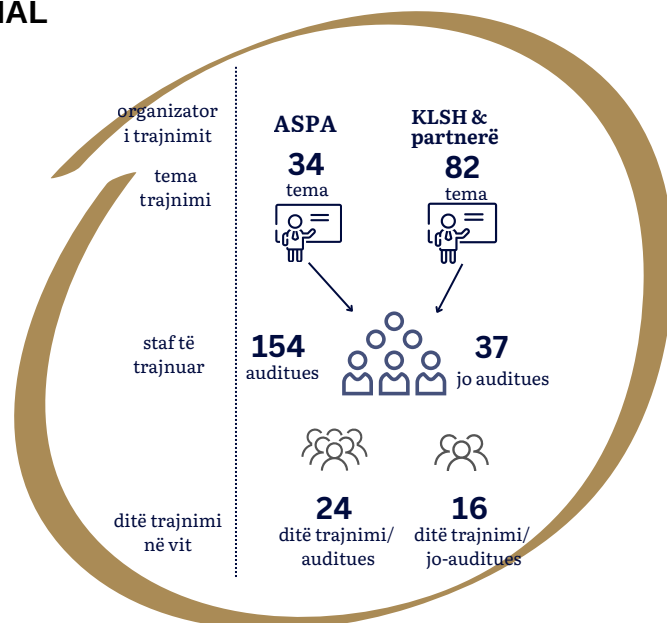 organizator
i trajnimit
ASPA
KLSH &
partnerë
tema
trajnimi
34
tema
82
tema
staf të
trajnuar
154
auditues
37
jo auditues
ditë trajnimi
në vit
24
ditë trajnimi/
auditues
16
ditë trajnimi/
jo-auditues